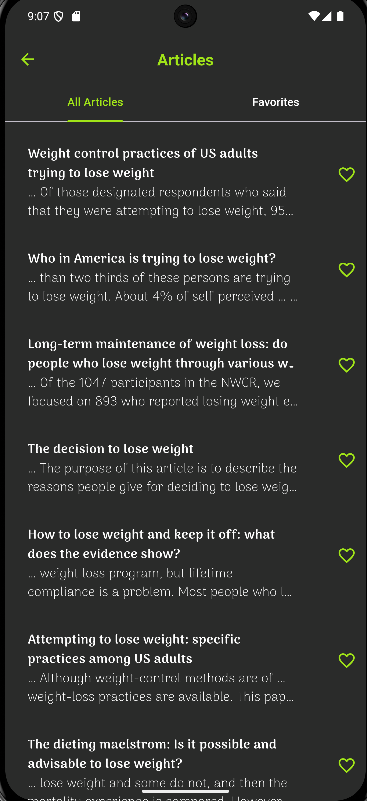 9:07
Articles
All Articles
Favorites
Weight control practices of US adults
trying to lose weight
... Of those designated respondents who said
that they were attempting to lose weight, 95...
Who in America is trying to lose weight?
... than two thirds of these persons are trying
to lose weight. About 4% of self perceived ... ...
Long-term maintenance of weight loss: do
people who lose weight through various w...
... Of the 1047 participants in the NWCR, we
focused on 893 who reported losing weight e...
The decision to lose weight
... The purpose of this article is to describe the
reasons people give for deciding to lose weig...
How to lose weight and keep it off: what
does the evidence show?
... weight loss program, but lifetime
compliance is a problem. Most people who l...
Attempting to lose weight: specific
practices among US adults
... Although weight-control methods are of ...
weight-loss practices are available. This pap...
The dieting maelstrom: Is it possible and
advisable to lose weight?
... lose weight and some do not, and then the
mortality experience is compared. However,